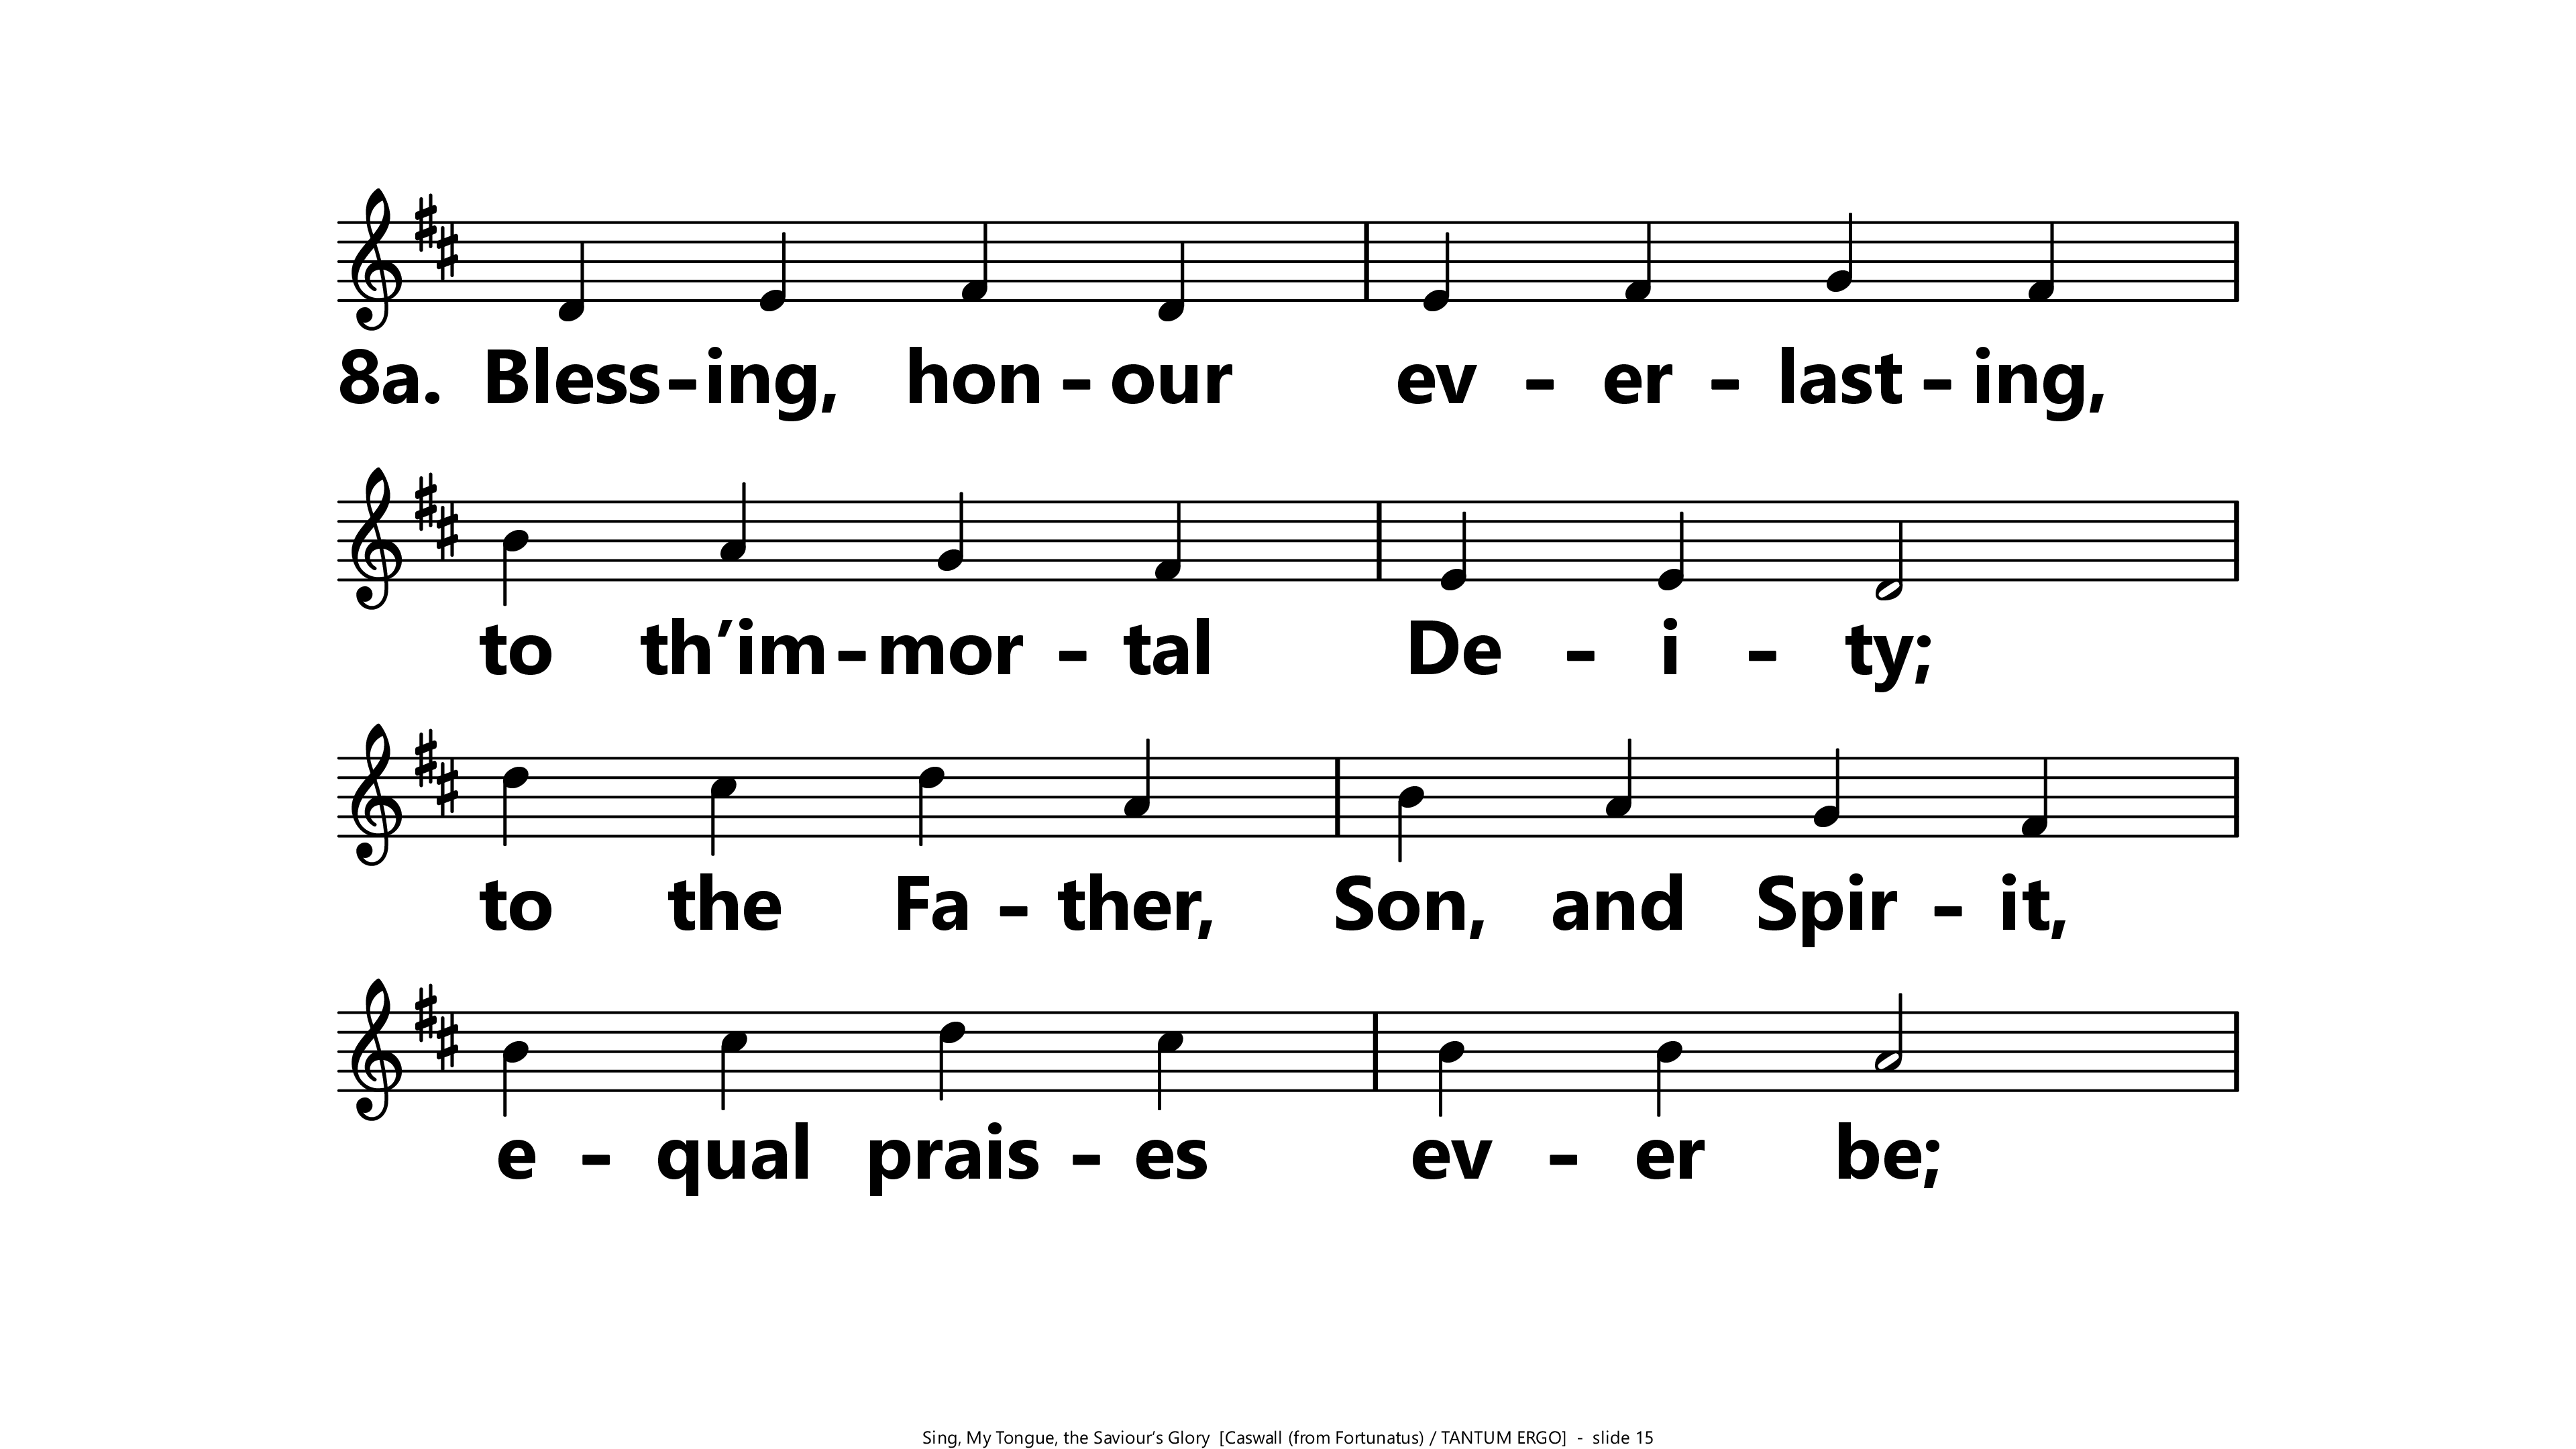 8a. Bless-ing, hon - our ev - er - last - ing,
to th’im-mor - tal De - i - ty;
to the Fa - ther, Son, and Spir - it,
e - qual prais - es ev - er be;
Sing, My Tongue, the Saviour’s Glory [Caswall (from Fortunatus) / TANTUM ERGO] - slide 15